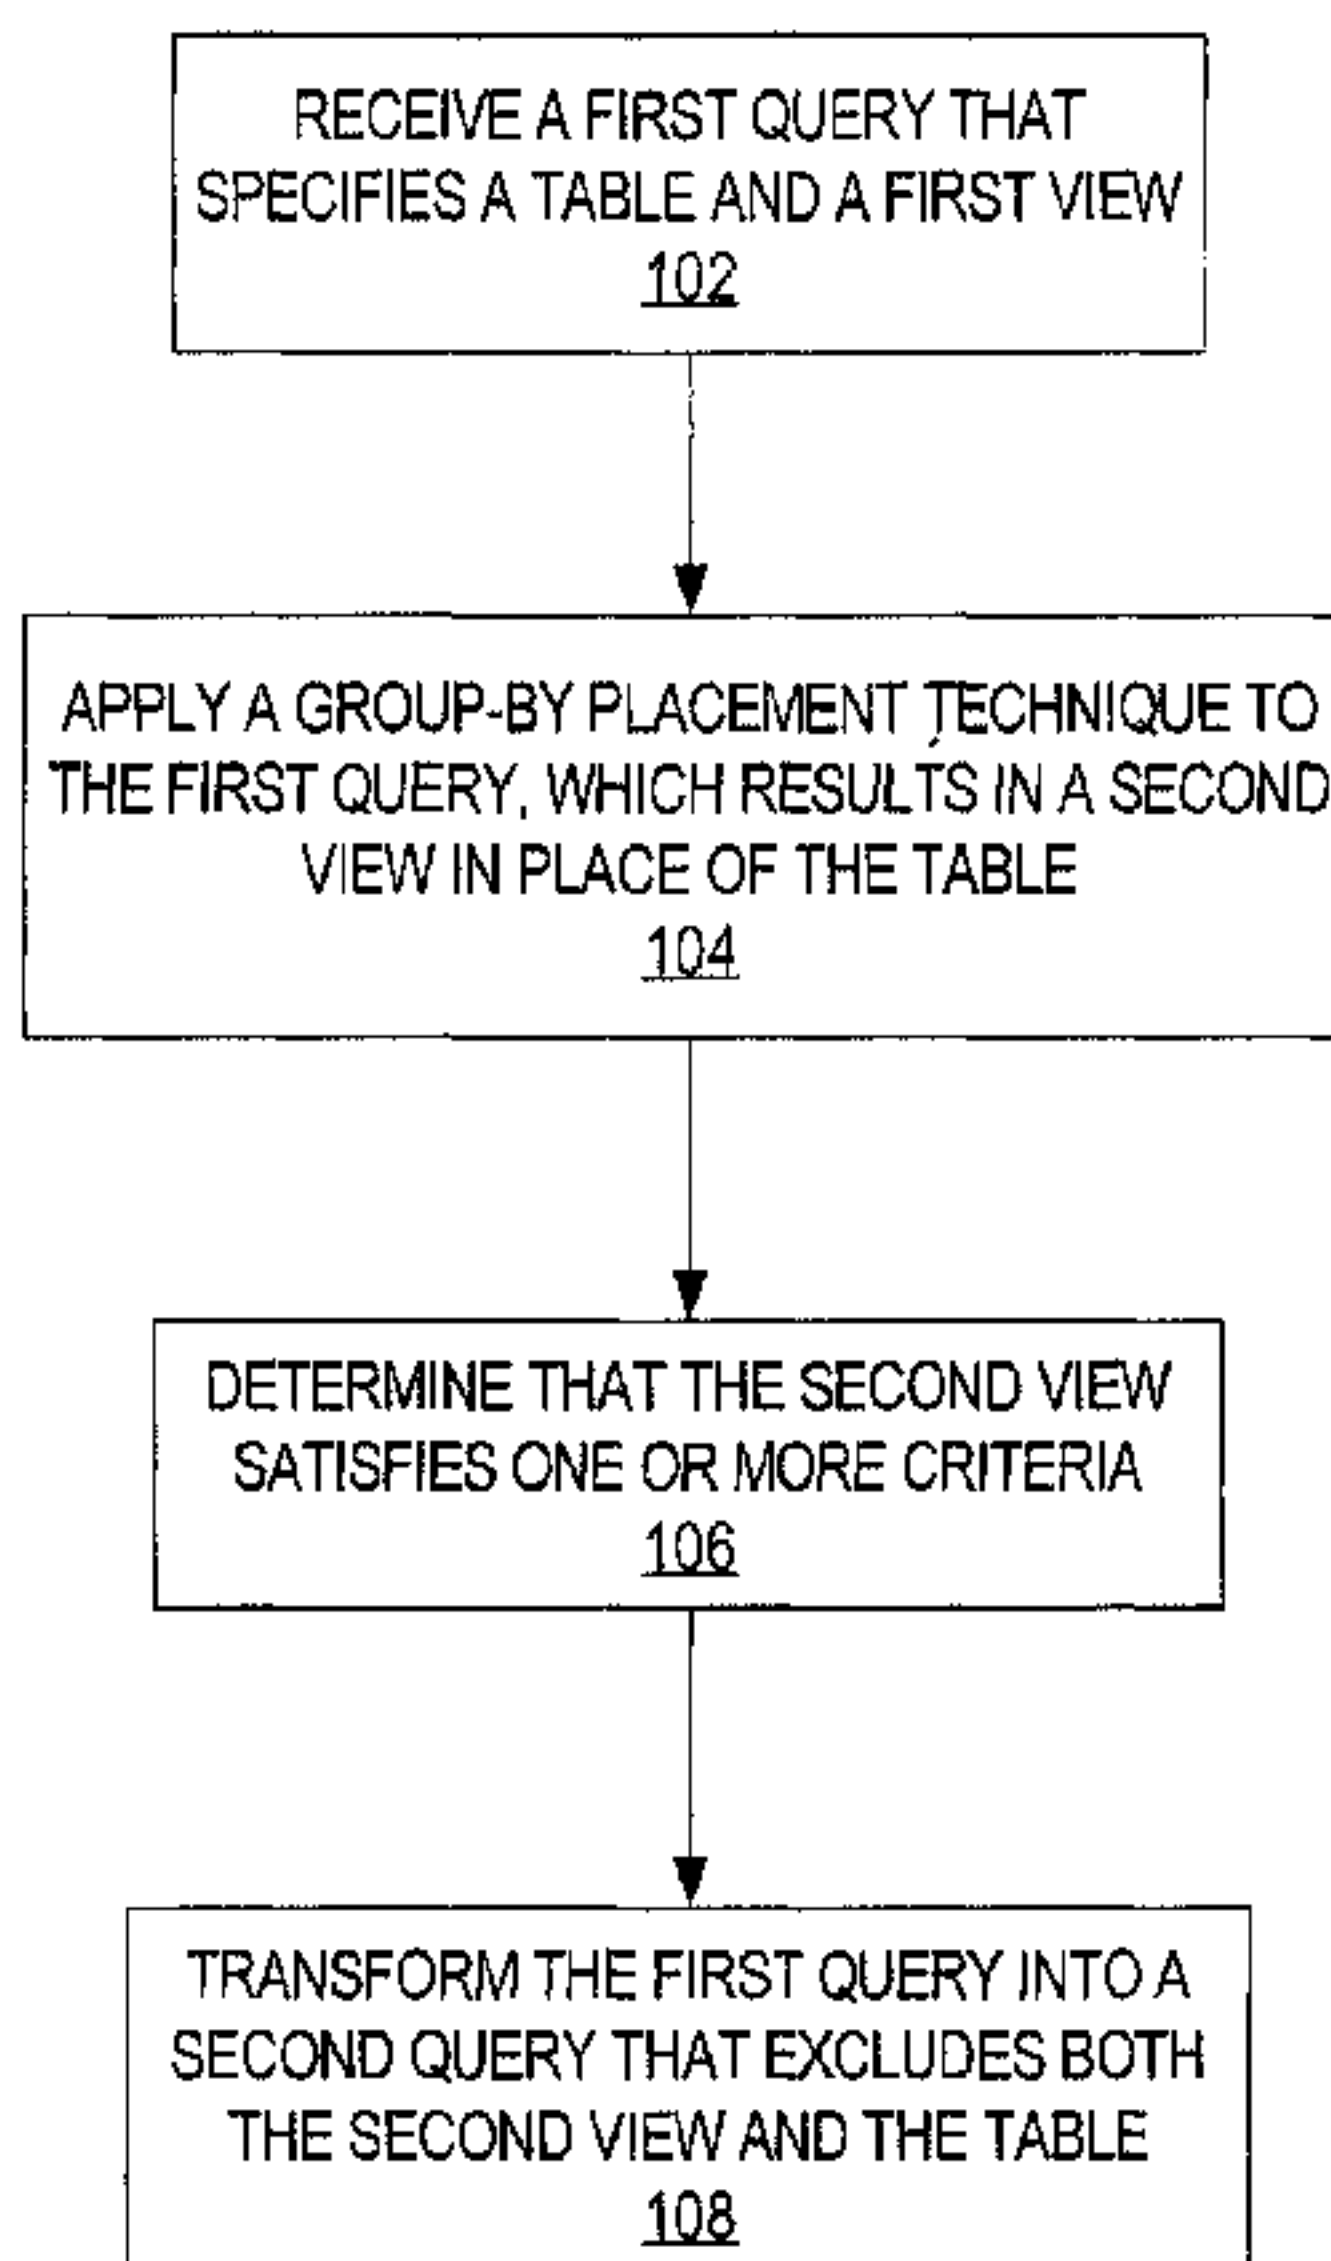 RECEIVE A FIRST QUERY THAT
SPECIFIES A TABLE AND A FIRST VIEW
102
APPLY A GROUP-BY PLACEMENT TECHNIQUE TO
THE FIRST QUERY, WHICH RESULTS IN A SECOND
VIEW IN PLACE OF THE TABLE
104
DETERMINE THAT THE SECOND VIEW
SATISFIES ONE OR MORE CRITERIA
106
TRANSFORM THE FIRST QUERY INTO A
SECOND QUERY THAT EXCLUDES BOTH
THE SECOND VIEW AND THE TABLE
108